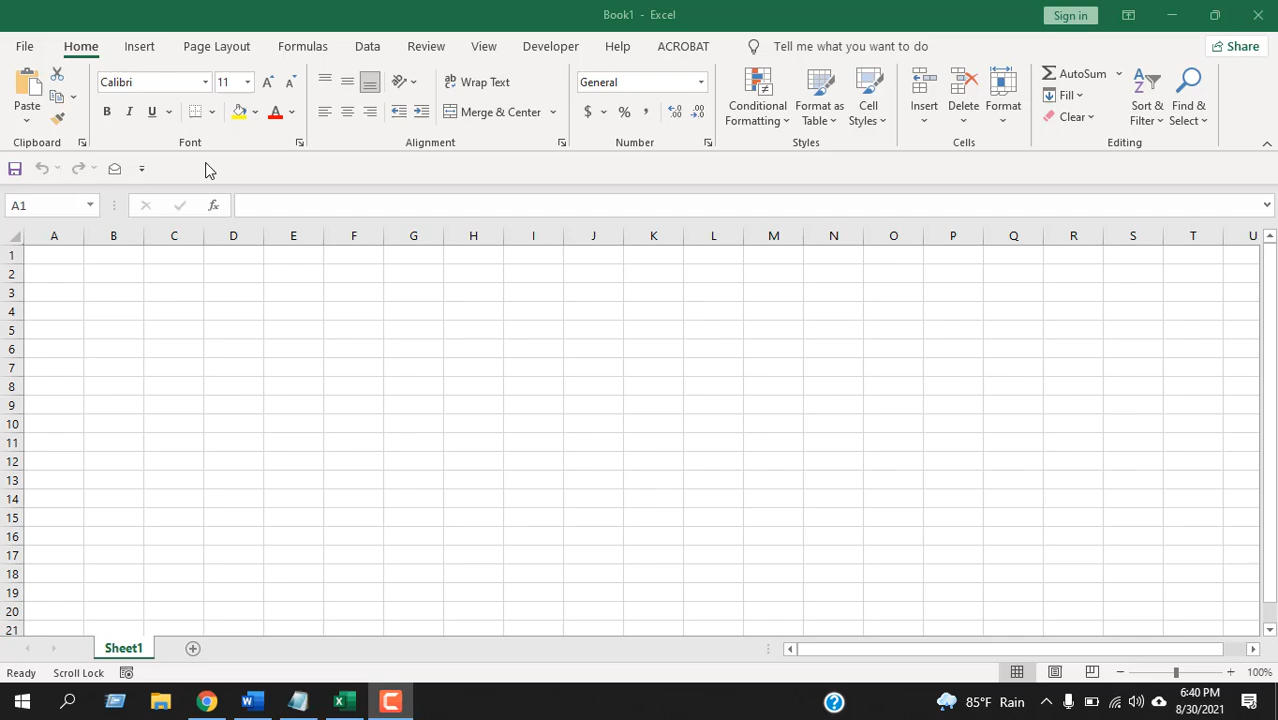 Book1 - Excel
Sign in
File Home Insert Page Layout Formulas Data Review View Developer Help ACROBAT Tell me what you want to do Share
Paste
Clipboard
Calibri 11
B I U A
Font
Wrap Text
Merge & Center
Alignment
General
$ % ,
Number
Conditional Formatting
Format as Table
Cell Styles
Styles
Insert
Delete
Format
Cells
AutoSum
Fill
Clear
Sort & Filter
Find & Select
Editing
A1 fx
A B C D E F G H I J K L M N O P Q R S T U
1
2
3
4
5
6
7
8
9
10
11
12
13
14
15
16
17
18
19
20
21
Sheet1
Ready Scroll Lock 100%
85°F Rain 6:40 PM
8/30/2021